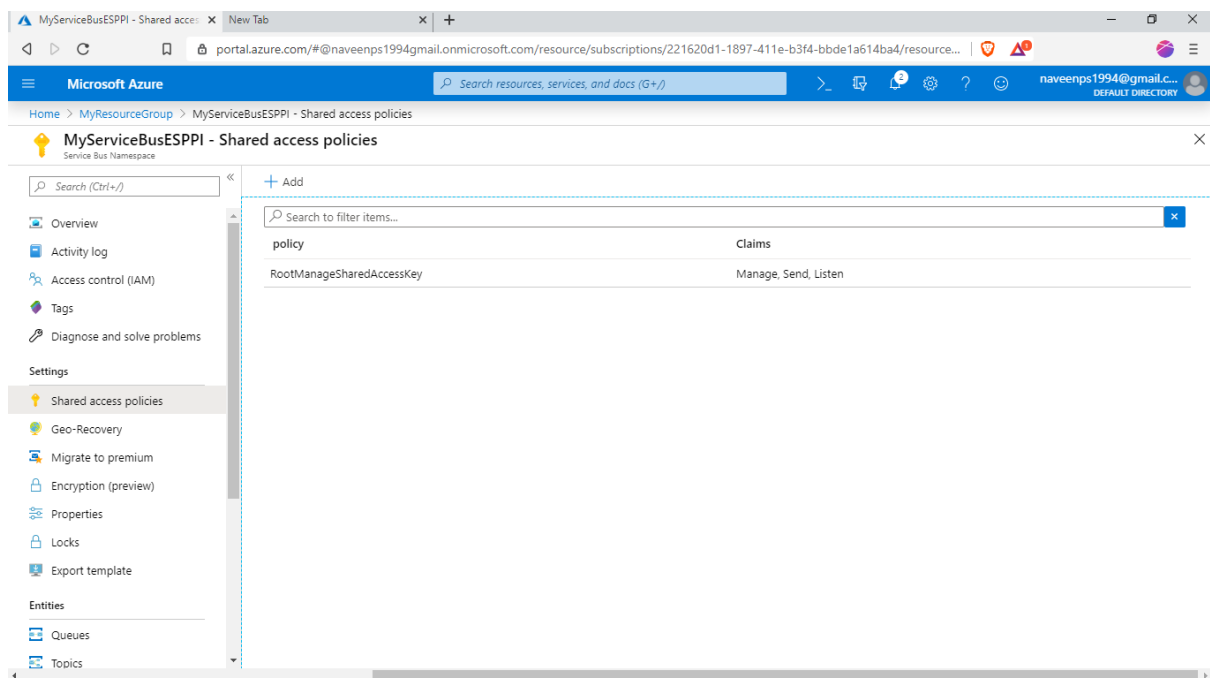 MyServiceBusESPPI - Shared acces
New Tab
portal.azure.com/#@naveenps1994gmail.onmicrosoft.com/resource/subscriptions/221620d1-1897-411e-b3f4-bbde1a614ba4/resource...
Microsoft Azure
Search resources, services, and docs (G+/)
2
naveenps1994@gmail.c...
DEFAULT DIRECTORY
Home > MyResourceGroup > MyServiceBusESPPI - Shared access policies
MyServiceBusESPPI - Shared access policies
Service Bus Namespace
Search (Ctrl+/)
Overview
Activity log
Access control (IAM)
Tags
Diagnose and solve problems
Settings
Shared access policies
Geo-Recovery
Migrate to premium
Encryption (preview)
Properties
Locks
Export template
Entities
Queues
Topics
+ Add
Search to filter items...
policy Claims
RootManageSharedAccessKey Manage, Send, Listen